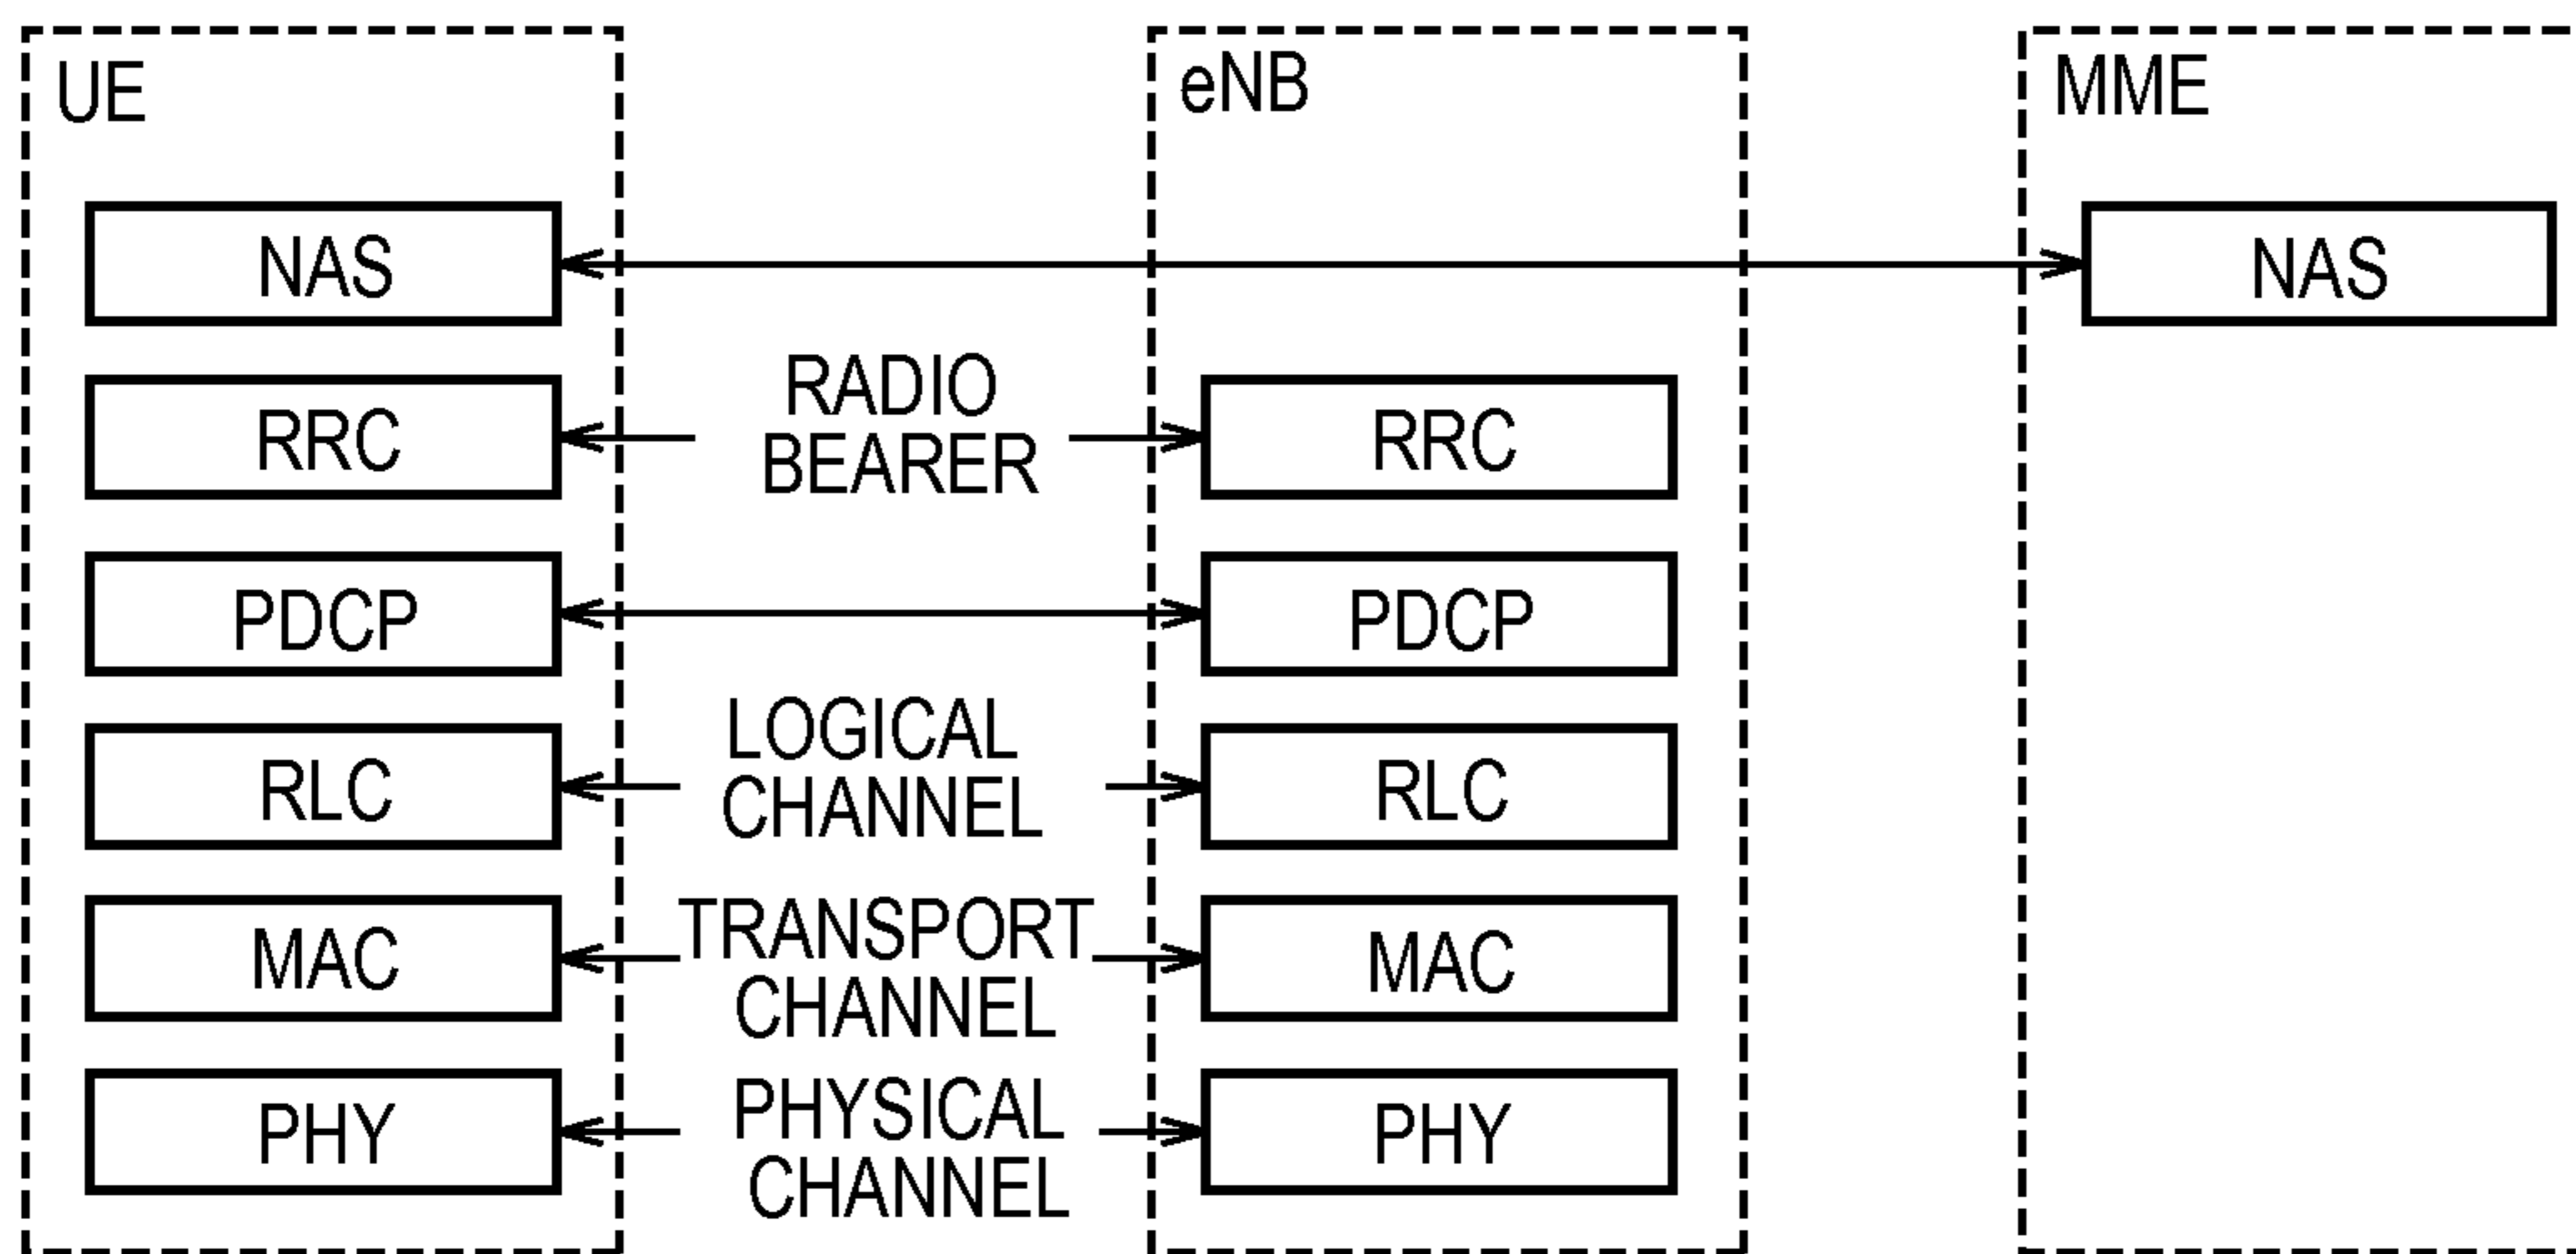 UE
eNB
MME
NAS
NAS
RRC
RADIO
BEARER
RRC
PDCP
PDCP
RLC
LOGICAL
CHANNEL
RLC
MAC
TRANSPORT
CHANNEL
MAC
PHY
PHYSICAL
CHANNEL
PHY